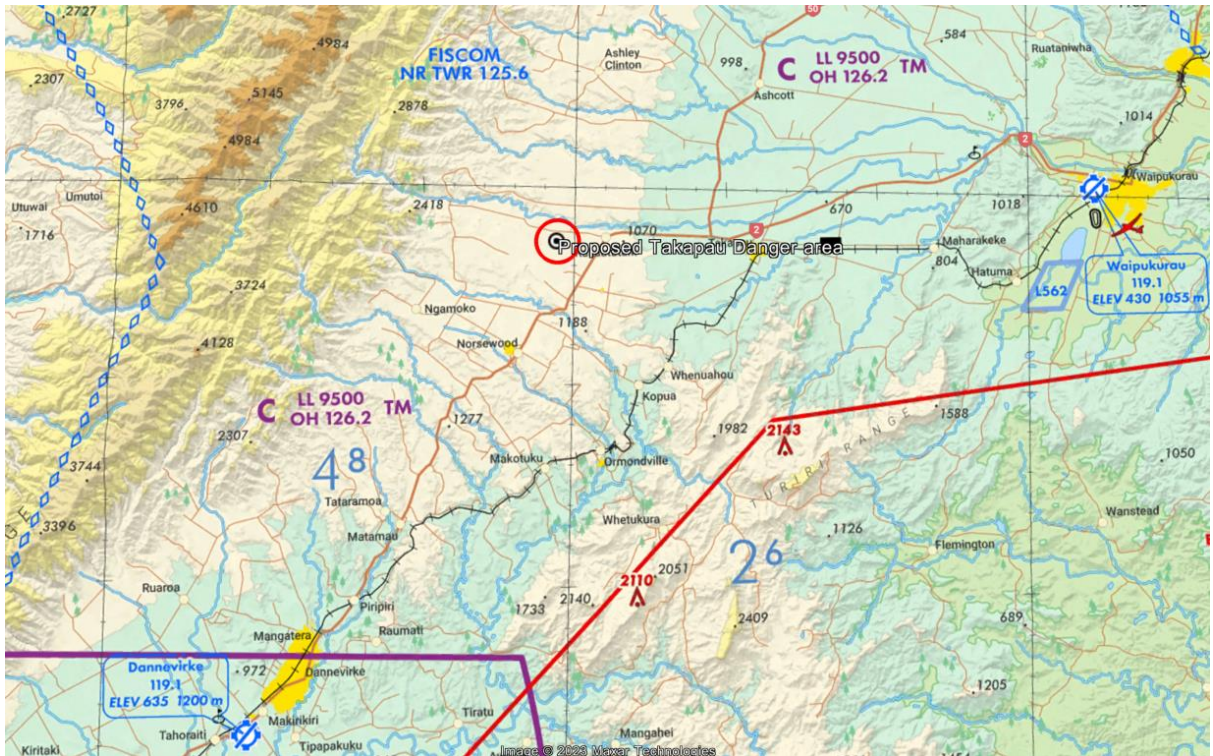 2727
4984
FISCOM
NR TWR 125.6
Ashley
Clinton
998
50
C LL 9500 TM
OH 126.2
584
Ruataniwha
2307
3796
5145
2878
Ashcott
1014
4984
2
Umutoi
Utuwai
1716
4610
2418
670
1018
Waipukurau
1070
2
Proposed Takapau Danger area
Maharakeke
804
Hatuma
L562
Waipukurau
119.1
ELEV 430 1055 m
3724
Ngamoko
1188
Norsewood
4128
Whenuahou
Kopua
C LL 9500 TM
OH 126.2
2307
1277
1982
2143
1588
RANGE
3744
4⁸
Makotuku
Ormondville
1050
Tataramoa
3396
Matamau
Whetukura
1126
Wanstead
Flemington
2⁶
Ruaroa
2110
2051
Piripiri
1733
2140
2409
689
Mangatera
Raumati
Dannevirke
119.1
ELEV 635 1200 m
972
Dannevirke
1205
Makirikiri
Tiratu
Tahoraiti
Tipapakuku
Mangahei
Kiritaki
Image © 2023 Maxar Technologies